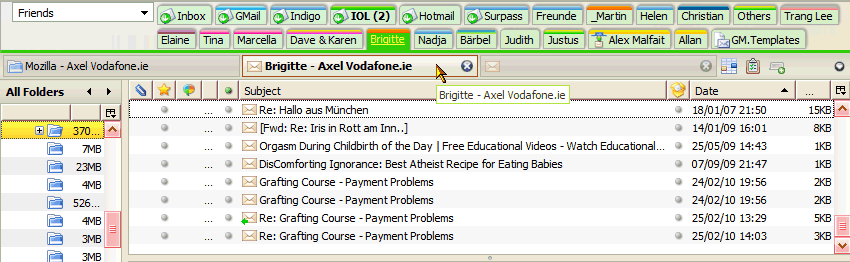 Friends Inbox GMail Indigo IOL (2) Hotmail Surpass Freunde _Martin Helen Christian Others Trang Lee
Elaine Tina Marcella Dave & Karen Brigitte Nadja Bärbel Judith Justus Alex Malfait Allan GM.Templates
Mozilla - Axel Vodafone.ie Brigitte - Axel Vodafone.ie
All Folders Subject Date ...
Brigitte - Axel Vodafone.ie
... Re: Hallo aus München 18/01/07 21:50 15KB
370... ... [Fwd: Re: Iris in Rott am Inn..] 14/01/09 16:01 8KB
7MB ... Orgasm During Childbirth of the Day | Free Educational Videos - Watch Educational... 25/05/09 14:43 1KB
23MB ... DisComforting Ignorance: Best Atheist Recipe for Eating Babies 07/09/09 21:47 1KB
4MB ... Grafting Course - Payment Problems 24/02/10 19:56 2KB
526... ... Grafting Course - Payment Problems 24/02/10 19:56 2KB
4MB ... Re: Grafting Course - Payment Problems 25/02/10 13:29 5KB
3MB ... Re: Grafting Course - Payment Problems 25/02/10 14:03 3KB
3MB